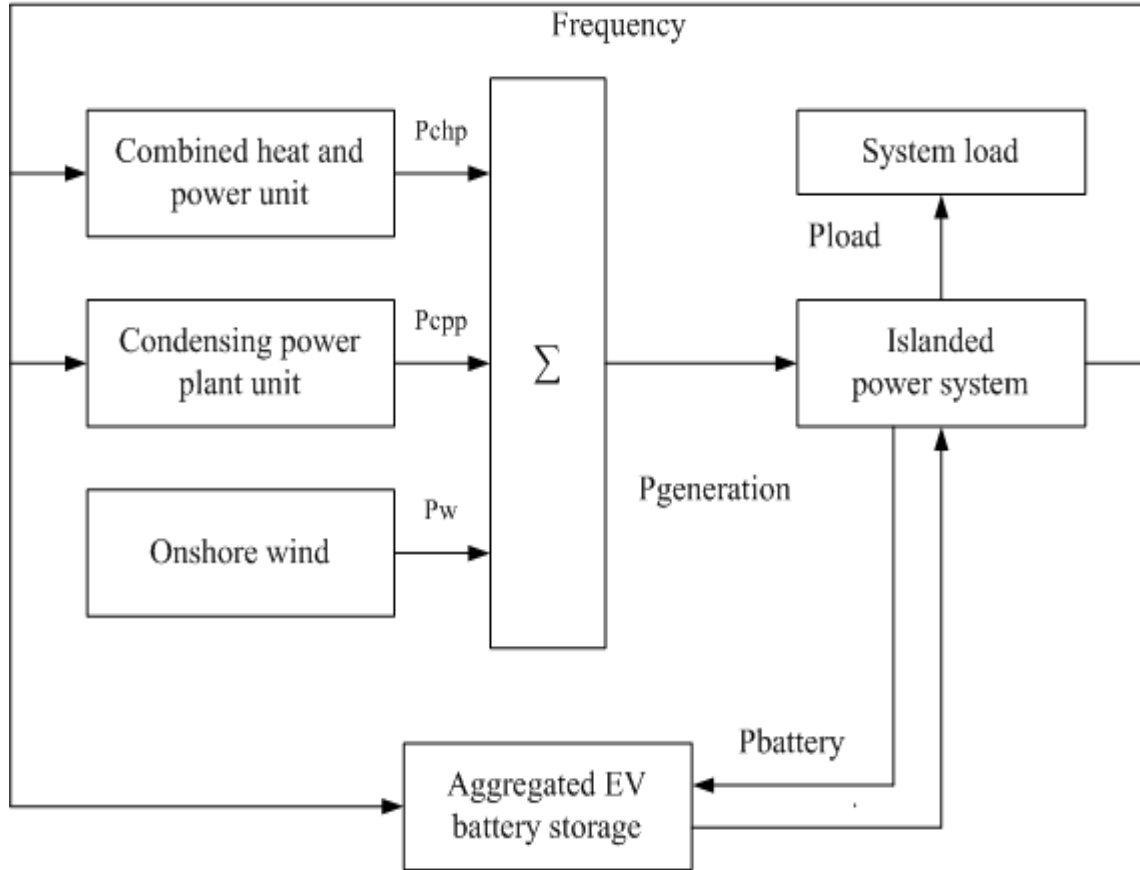 Frequency
Combined heat and
power unit
Pchp
System load
Pload
Condensing power
plant unit
Pcpp
∑
Islanded
power system
Onshore wind
Pw
Pgeneration
Pbattery
Aggregated EV
battery storage